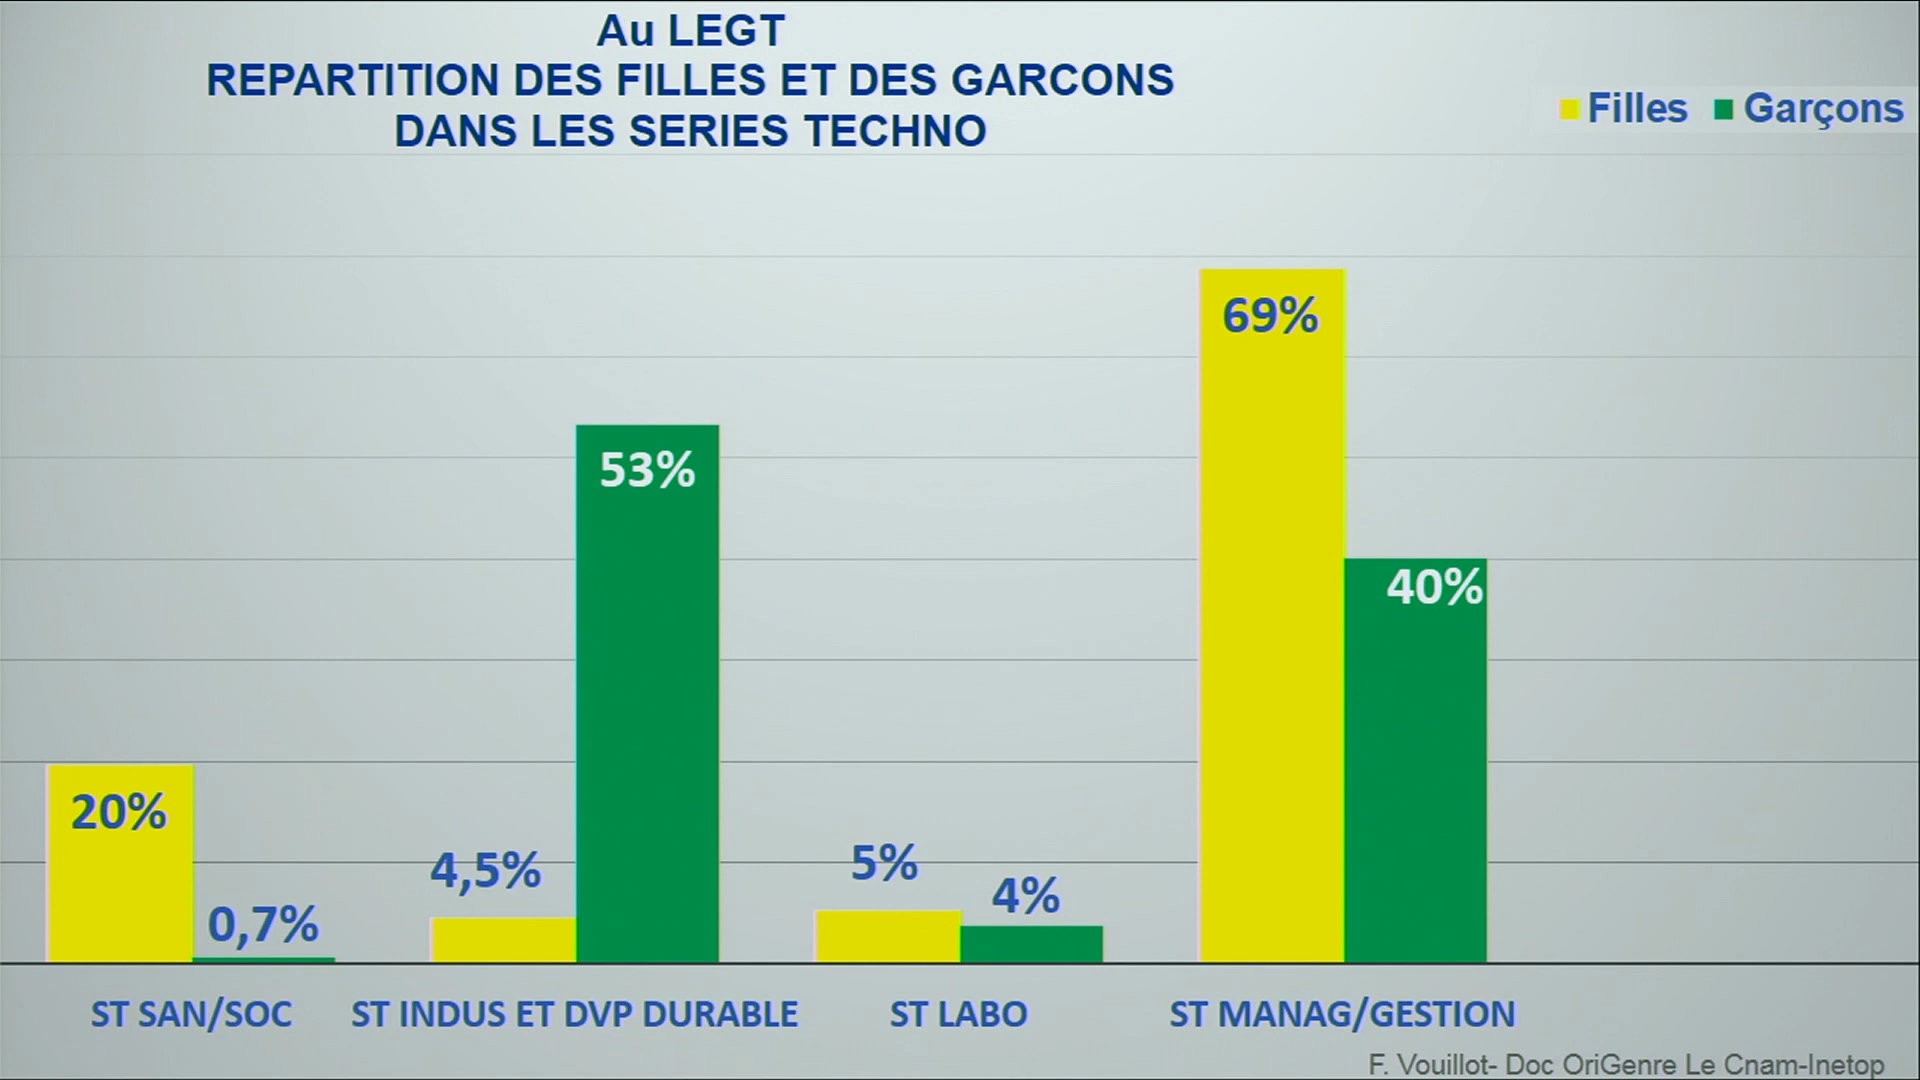 Au LEGT
REPARTITION DES FILLES ET DES GARCONS
DANS LES SERIES TECHNO
Filles Garçons
69%
53%
40%
20%
4,5%
5%
4%
0,7%
ST SAN/SOC ST INDUS ET DVP DURABLE ST LABO ST MANAG/GESTION
F. Vouillot- Doc OriGenre Le Cnam-Inetop